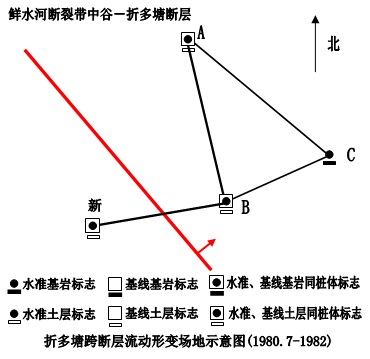 鲜水河断裂带中谷—折多塘断层
A
北
C
B
新
水准基岩标志 基线基岩标志 水准、基线基岩同桩体标志
水准土层标志 基线土层标志 水准、基线土层同桩体标志
折多塘跨断层流动形变场地示意图(1980.7-1982)